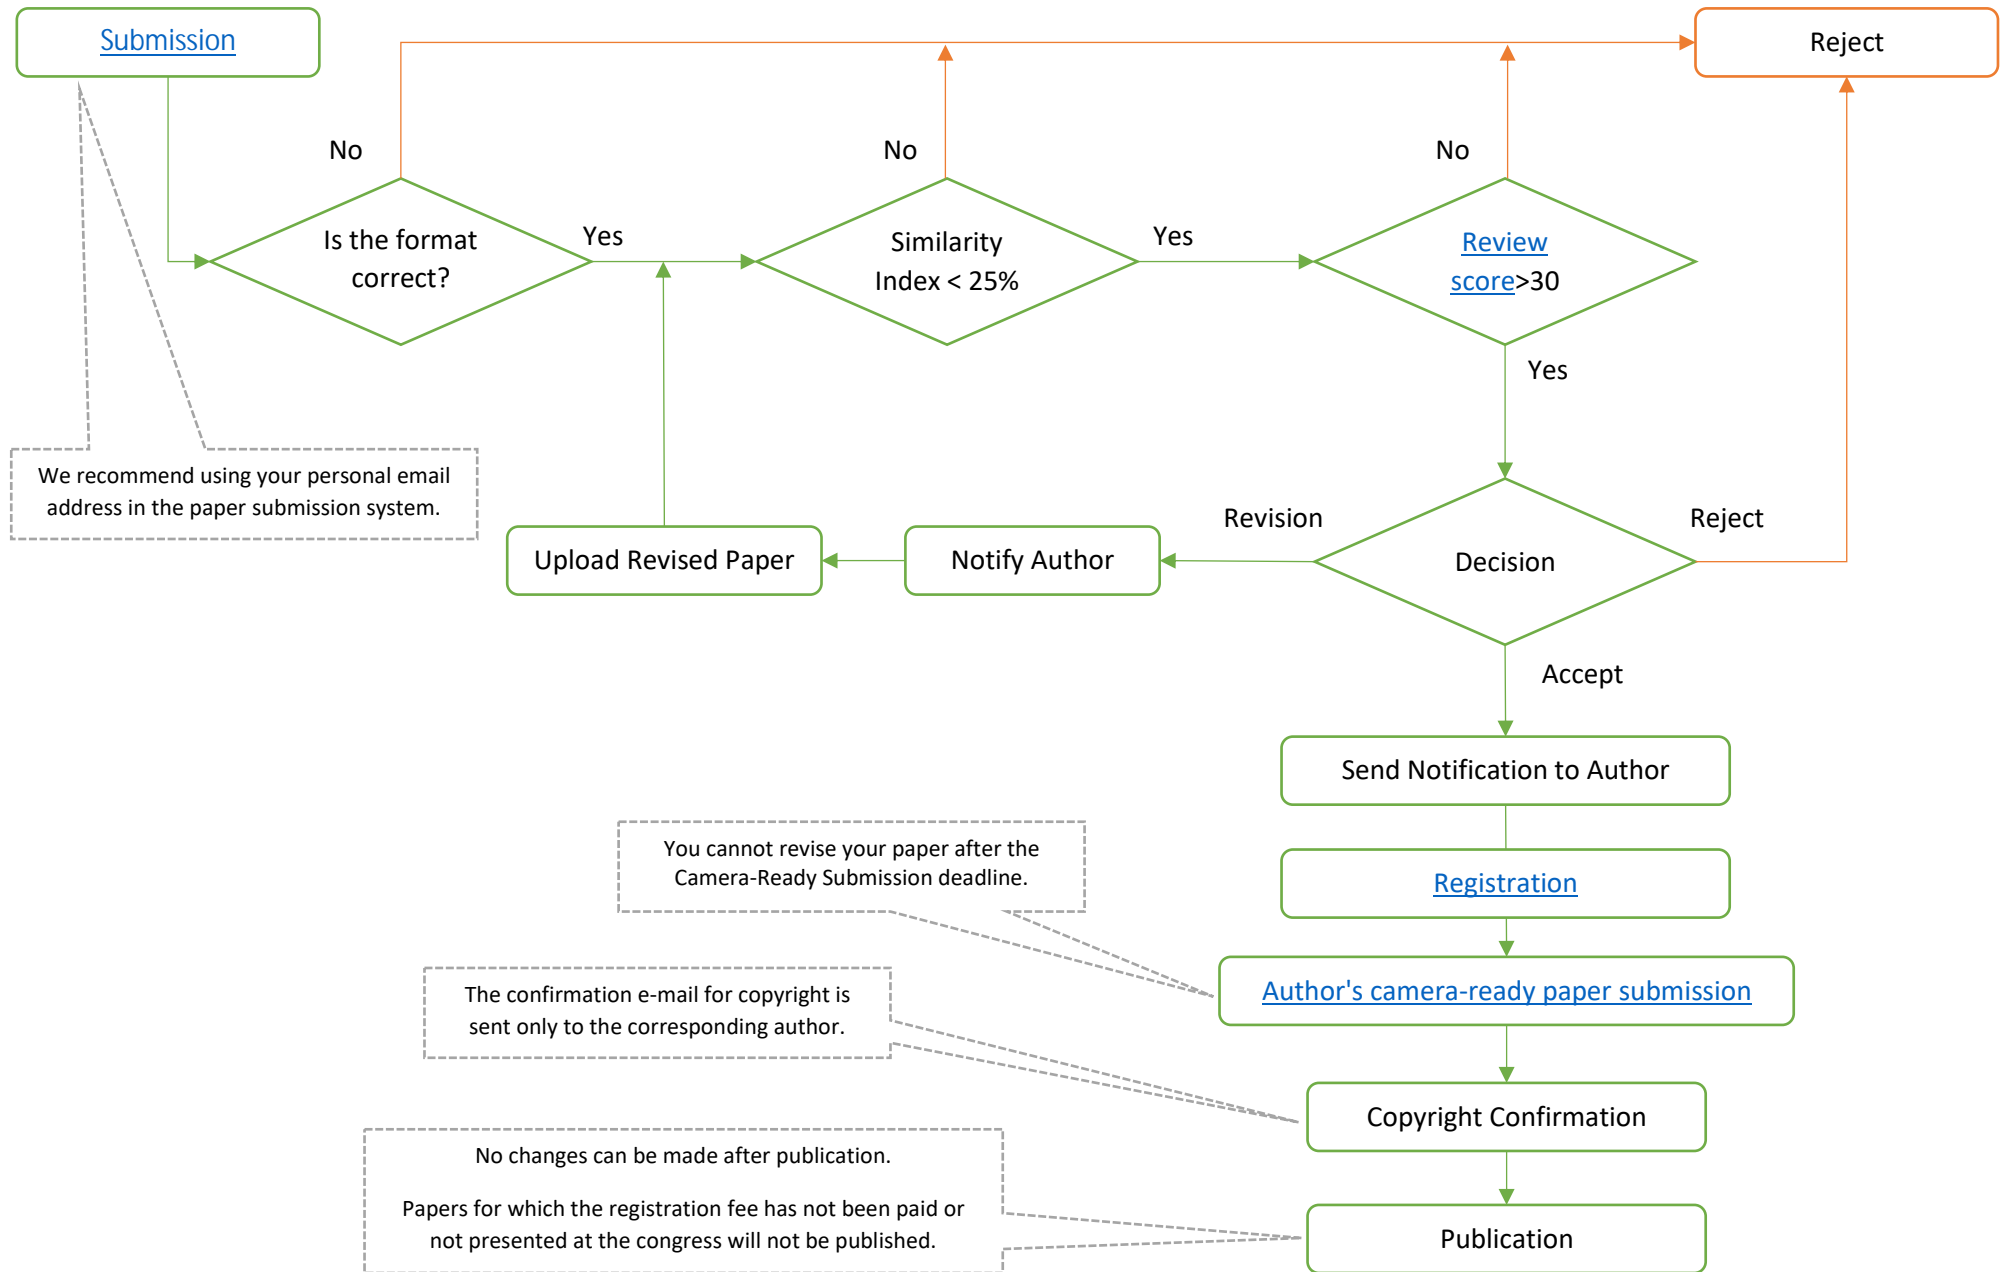 Submission
Reject
No
No
No
Is the format
correct?
Yes
Similarity
Index < 25%
Yes
Review
score>30
Yes
We recommend using your personal email
address in the paper submission system.
Upload Revised Paper
Notify Author
Revision
Decision
Reject
Accept
Send Notification to Author
You cannot revise your paper after the
Camera-Ready Submission deadline.
Registration
The confirmation e-mail for copyright is
sent only to the corresponding author.
Author's camera-ready paper submission
Copyright Confirmation
No changes can be made after publication.
Papers for which the registration fee has not been paid or
not presented at the congress will not be published.
Publication